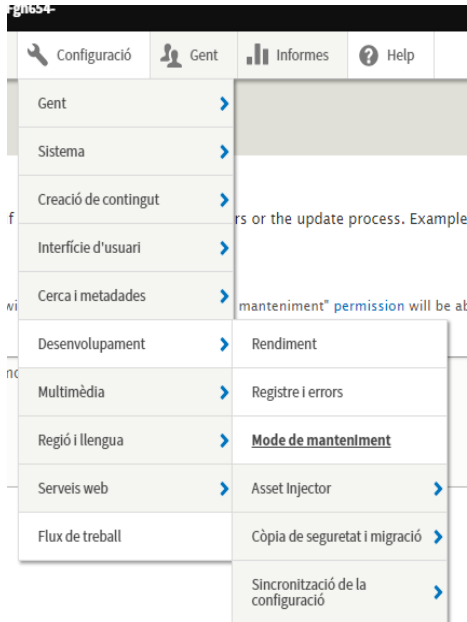 Fgh654-
Configuració Gent Informes Help
Gent
Sistema
Creació de contingut
f rs or the update process. Example
Interfície d'usuari
Cerca i metadades
wi manteniment" permission will be ab
Desenvolupament
Rendiment
Multimèdia
Registre i errors
Regió i llengua
Mode de manteniment
Serveis web
Asset Injector
Flux de treball
Còpia de seguretat i migració
Sincronització de la
configuració